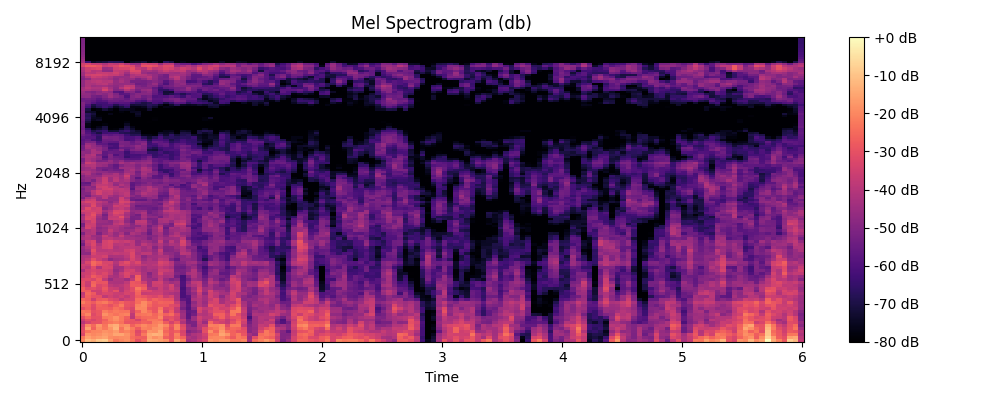 Mel Spectrogram (db)
8192
4096
2048
1024
512
0
Hz
0 1 2 3 4 5 6
Time
+0 dB
-10 dB
-20 dB
-30 dB
-40 dB
-50 dB
-60 dB
-70 dB
-80 dB